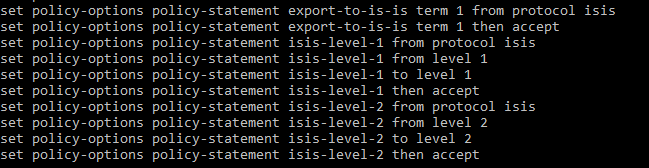 set policy-options policy-statement export-to-is-is term 1 from protocol isis
set policy-options policy-statement export-to-is-is term 1 then accept
set policy-options policy-statement isis-level-1 from protocol isis
set policy-options policy-statement isis-level-1 from level 1
set policy-options policy-statement isis-level-1 to level 1
set policy-options policy-statement isis-level-1 then accept
set policy-options policy-statement isis-level-2 from protocol isis
set policy-options policy-statement isis-level-2 from level 2
set policy-options policy-statement isis-level-2 to level 2
set policy-options policy-statement isis-level-2 then accept